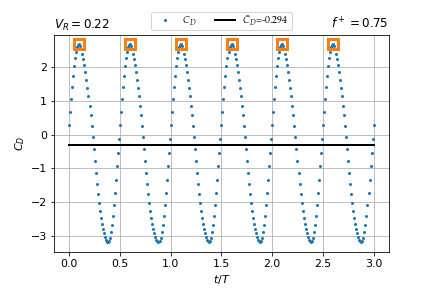 V_R = 0.22
C_D
C̄_D=-0.294
f⁺ = 0.75
C_D
2
1
0
−1
−2
−3
0.0 0.5 1.0 1.5 2.0 2.5 3.0
t/T